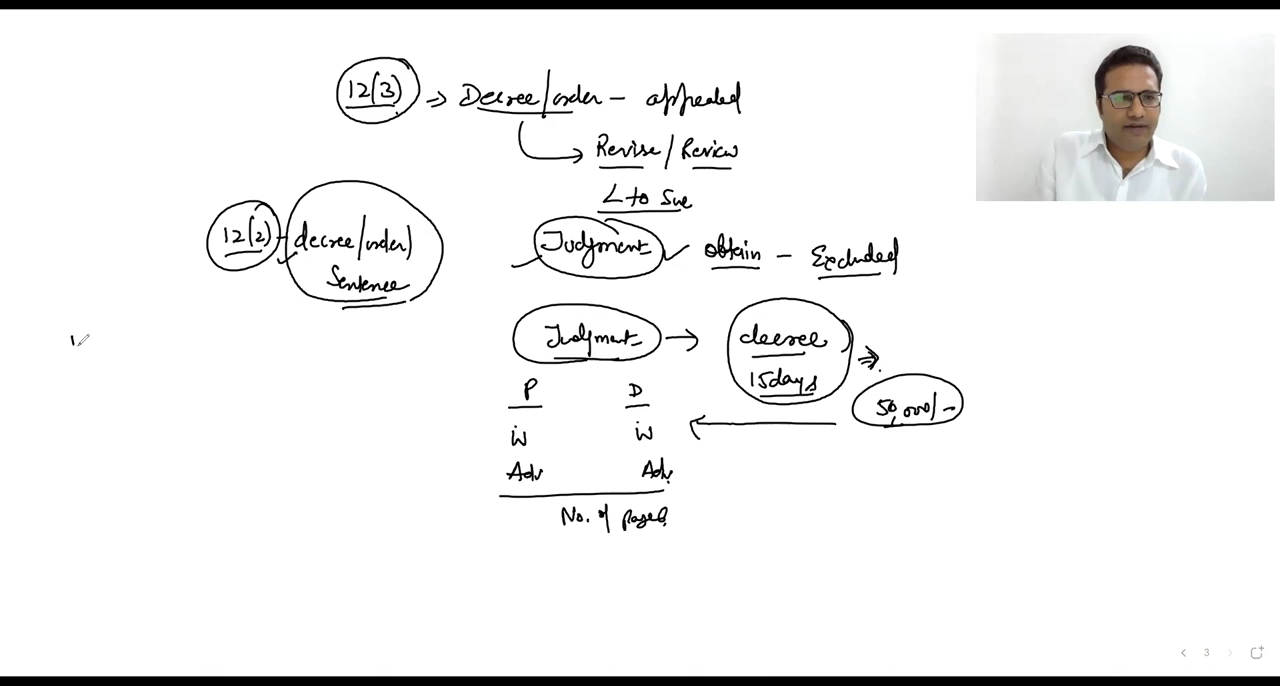 12(3) ⇒ Decree/order – appealed
Revise/Review
L to Sue
12(2) – decree/order/
Sentence
Judgment ✓ obtain – Excluded
Judgment → decree
15 days
50,000/-
P D
W W
Adv Adv.
No. of pages.
3